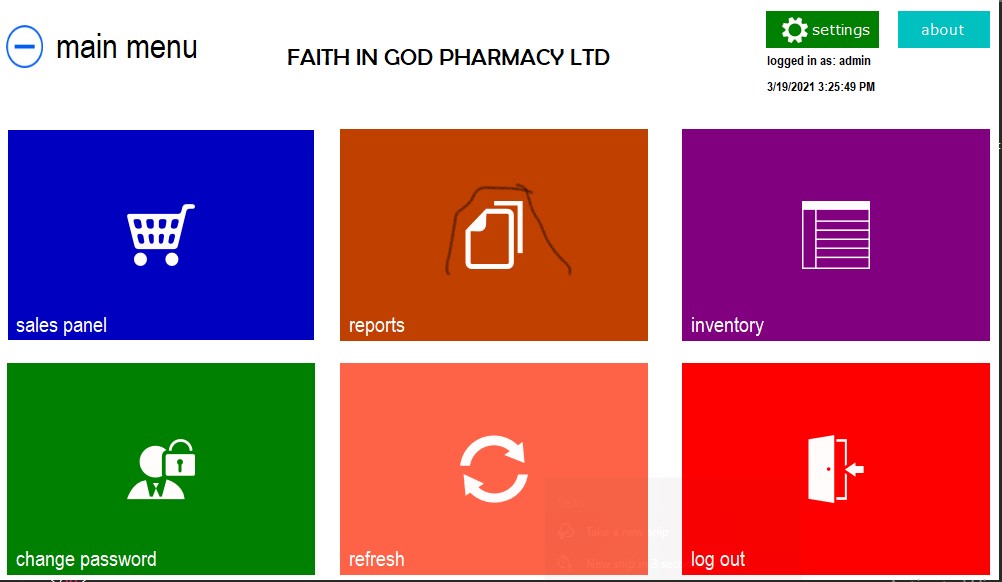 main menu
FAITH IN GOD PHARMACY LTD
settings
about
logged in as: admin
3/19/2021 3:25:49 PM
sales panel
reports
inventory
change password
refresh
log out